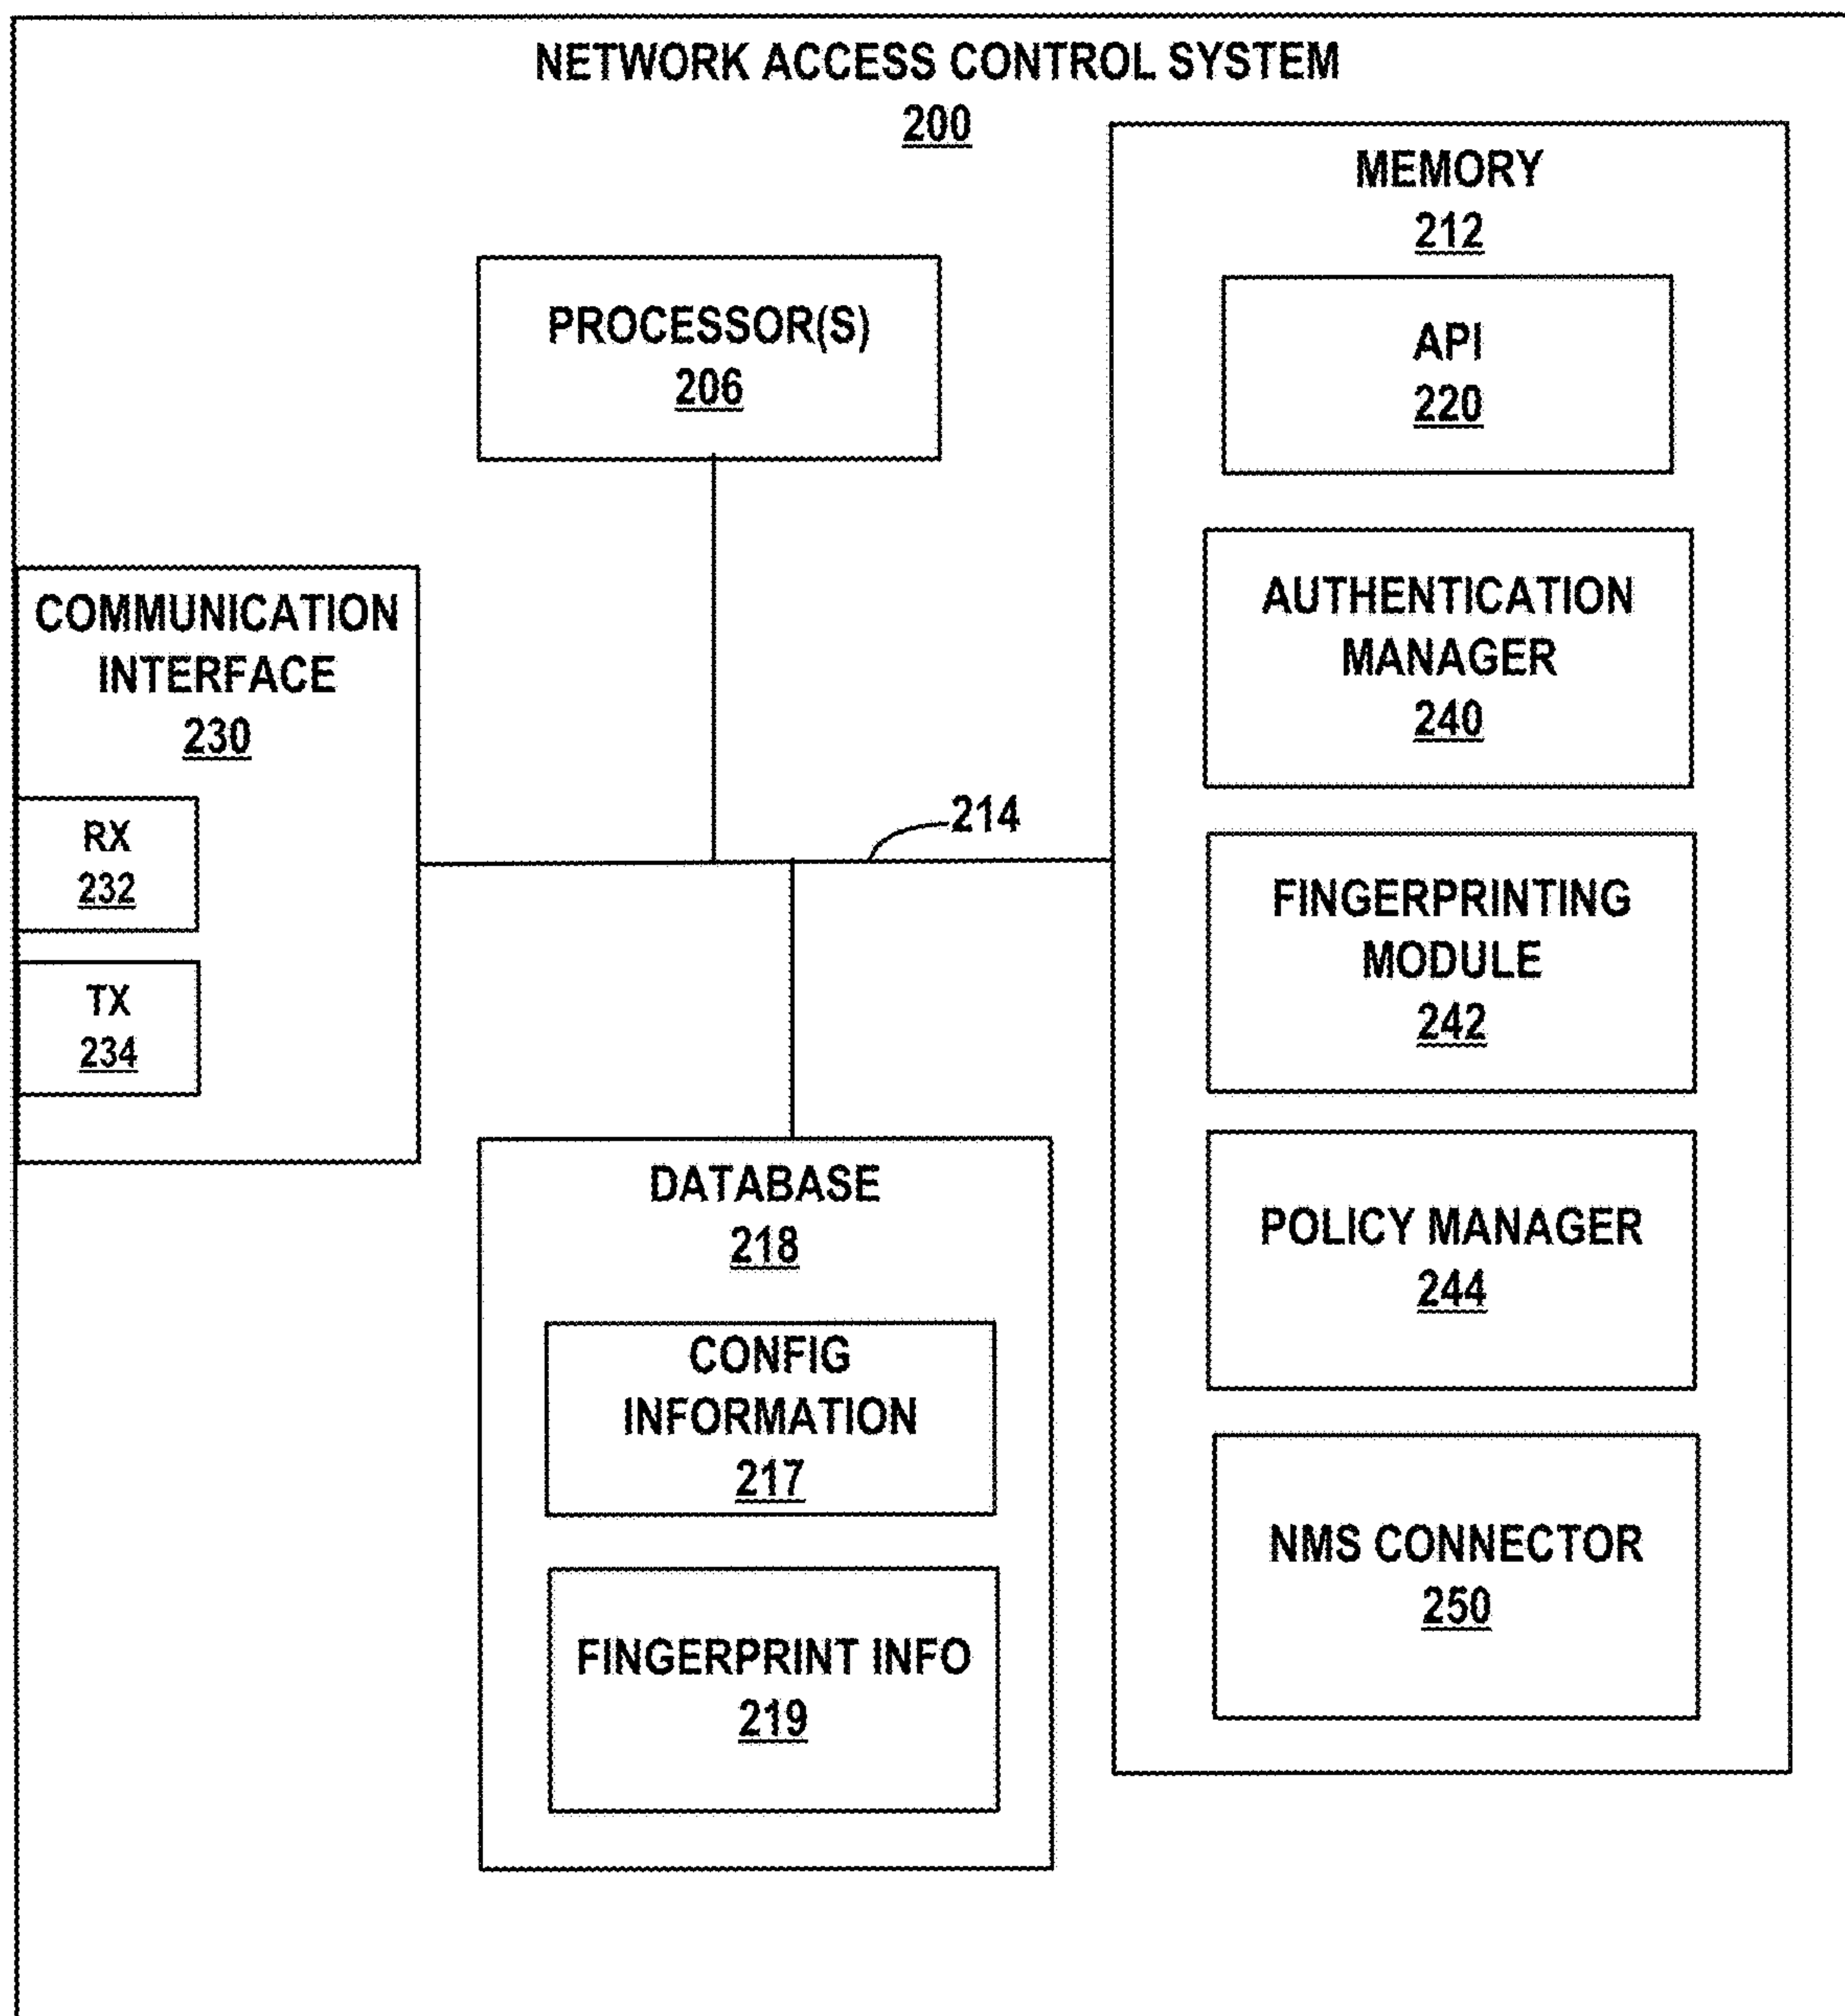 NETWORK ACCESS CONTROL SYSTEM
200
PROCESSOR(S)
206
COMMUNICATION
INTERFACE
230
RX
232
TX
234
214
DATABASE
218
CONFIG
INFORMATION
217
FINGERPRINT INFO
219
MEMORY
212
API
220
AUTHENTICATION
MANAGER
240
FINGERPRINTING
MODULE
242
POLICY MANAGER
244
NMS CONNECTOR
250